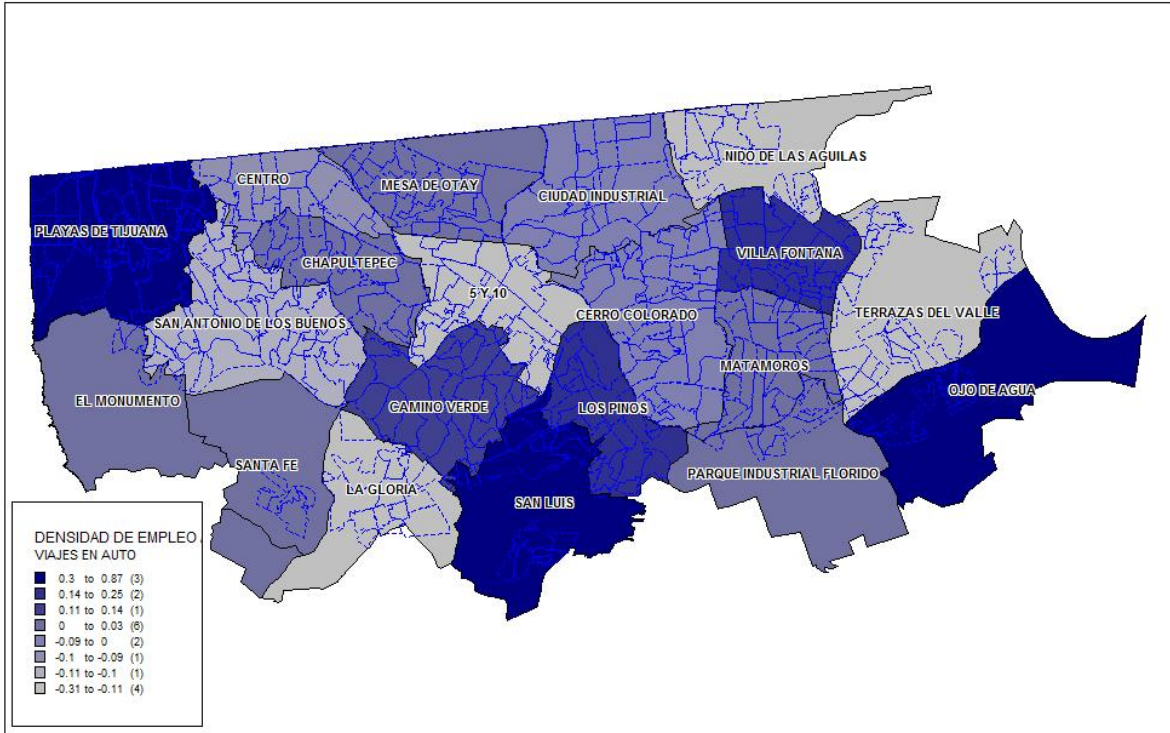 NIDO DE LAS AGUILAS
CENTRO
MESA DE OTAY
CIUDAD INDUSTRIAL
PLAYAS DE TIJUANA
VILLA FONTANA
CHAPULTEPEC
5 Y 10
SAN ANTONIO DE LOS BUENOS
CERRO COLORADO
TERRAZAS DEL VALLE
MATAMOROS
OJO DE AGUA
EL MONUMENTO
CAMINO VERDE
LOS PINOS
SANTA FE
PARQUE INDUSTRIAL FLORIDO
LA GLORIA
SAN LUIS
DENSIDAD DE EMPLEO
VIAJES EN AUTO
0.3 to 0.87 (3)
0.14 to 0.25 (2)
0.11 to 0.14 (1)
0 to 0.03 (6)
-0.09 to 0 (2)
-0.1 to -0.09 (1)
-0.11 to -0.1 (1)
-0.31 to -0.11 (4)